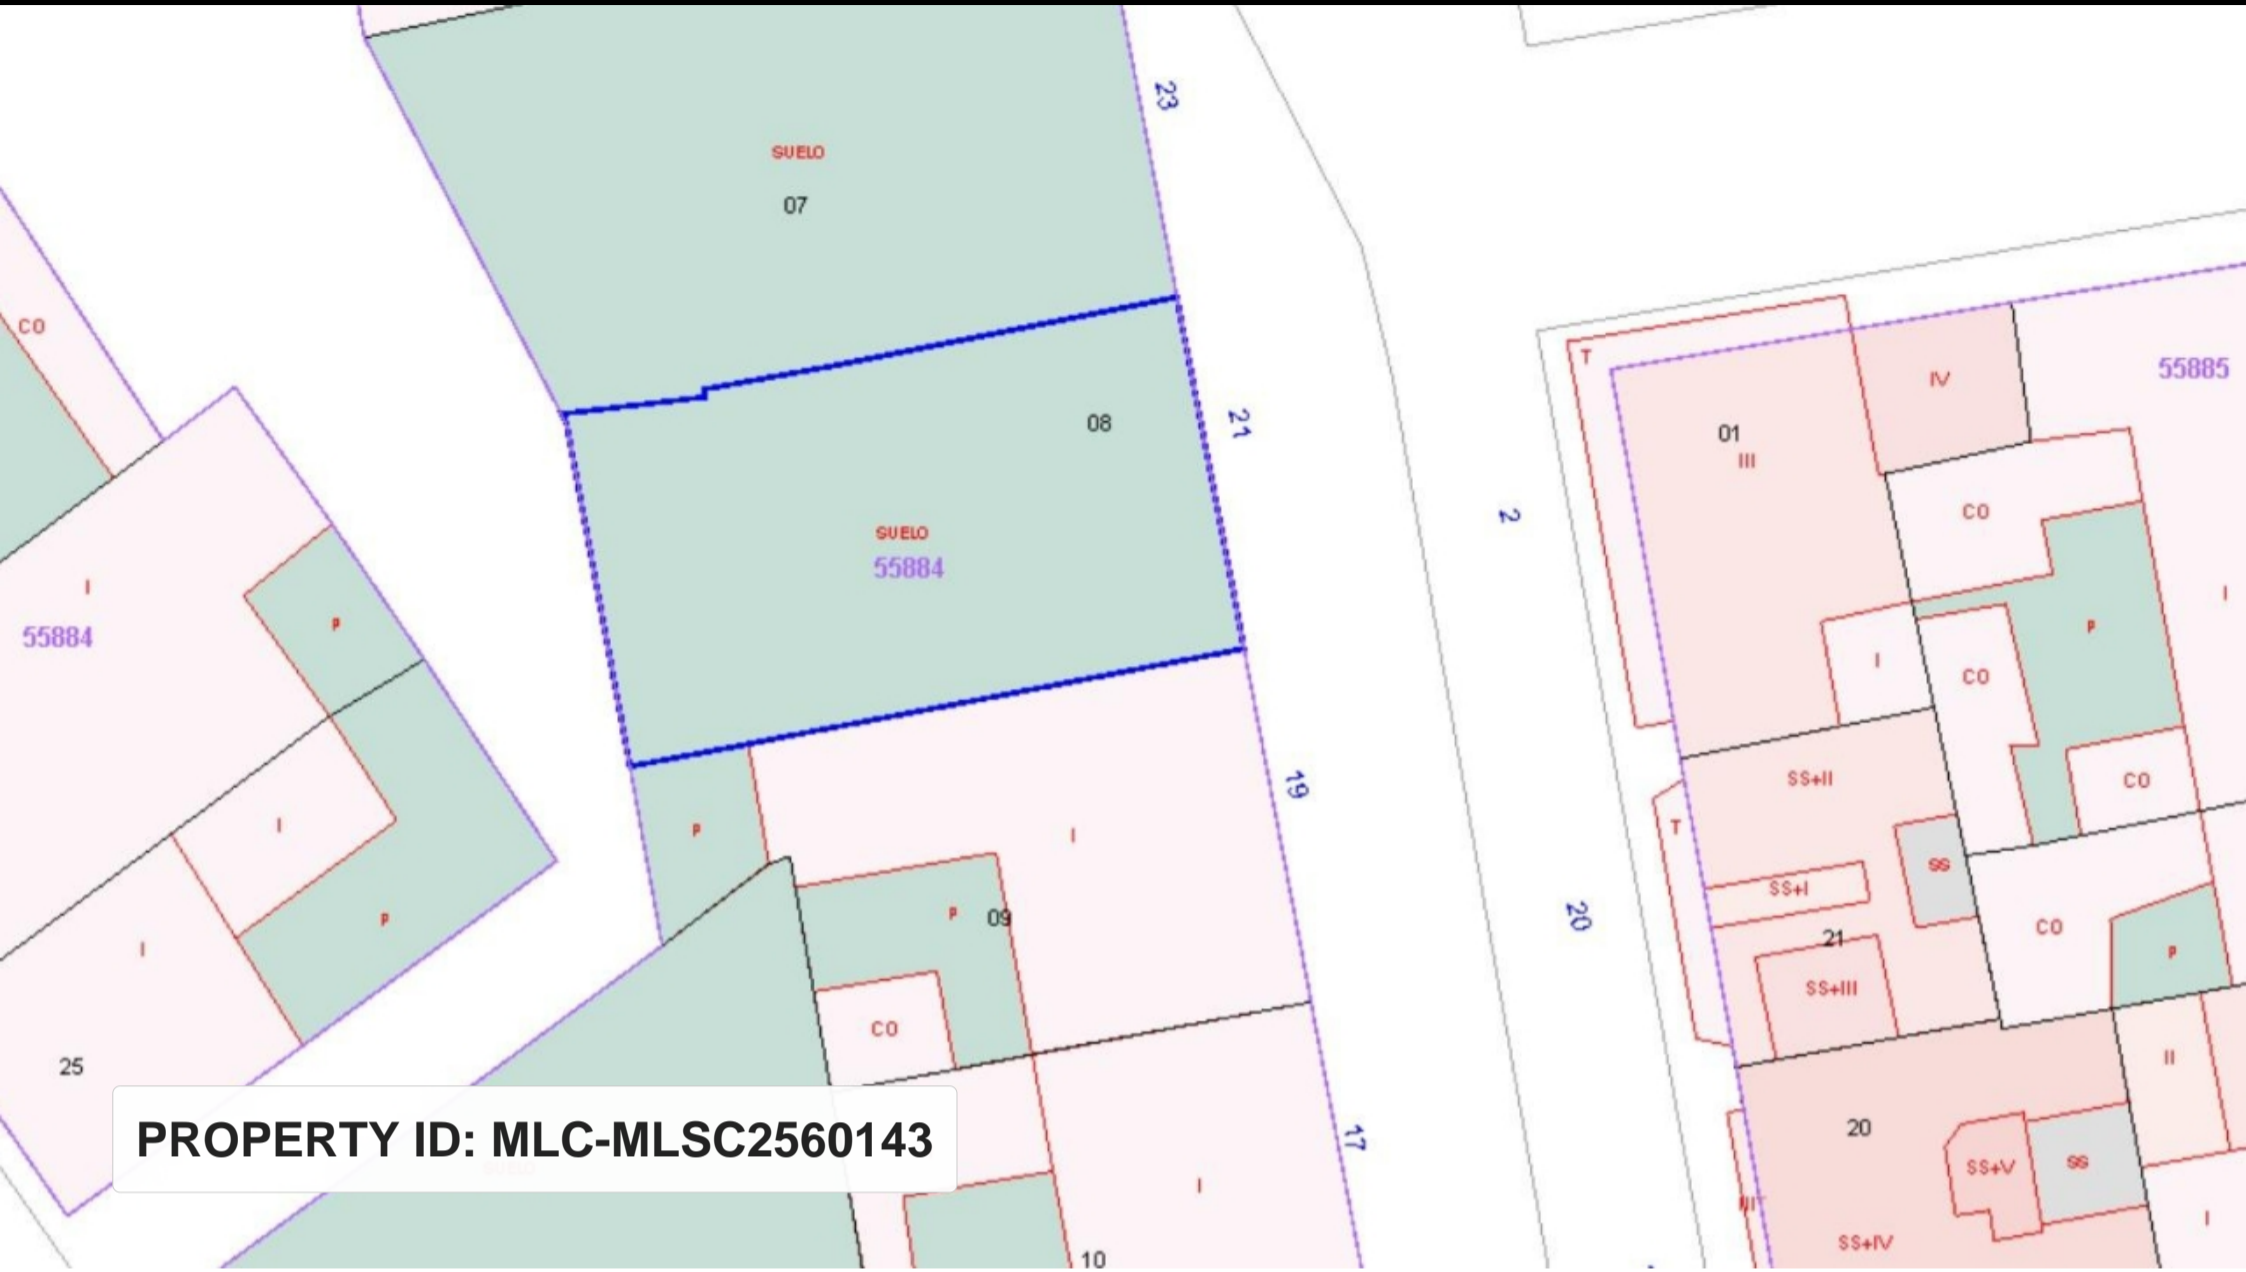 23
SUELO
07
CO
T
IV
55885
08
21
01
III
2
CO
SUELO
55884
I
I
P
P
55884
I
CO
SS+II
19
CO
P
I
T
I
SS
SS+I
P
09
20
P
CO
21
I
P
SS+III
CO
25
II
20
PROPERTY ID: MLC-MLSC2560143
17
SS+V
SS
I
I
SS+IV
10